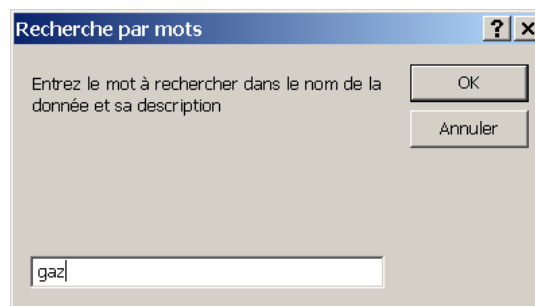 Recherche par mots
Entrez le mot à rechercher dans le nom de la
donnée et sa description
OK
Annuler
gaz